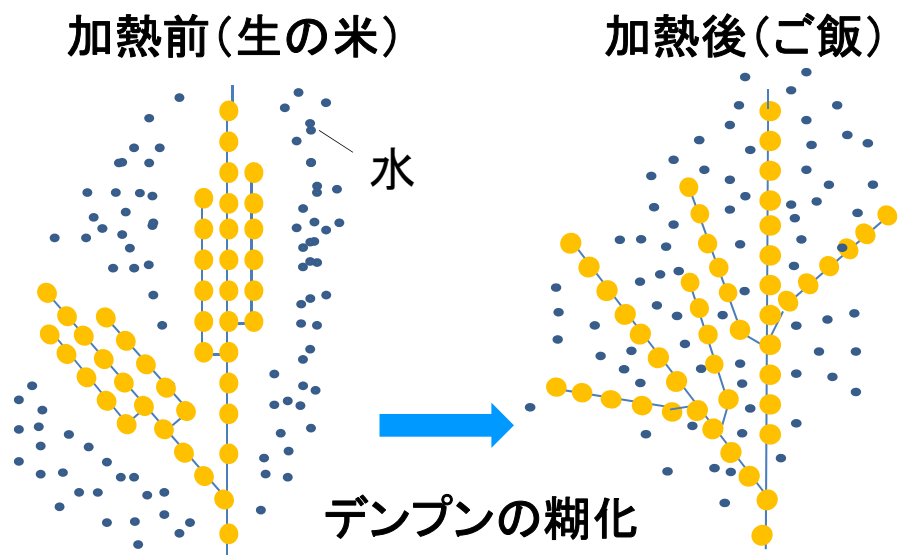 加熱前（生の米）
加熱後（ご飯）
水
デンプンの糊化